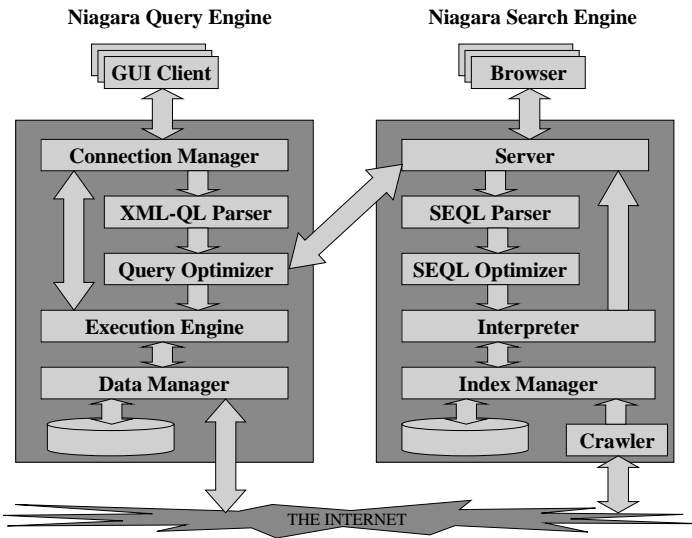 Niagara Query Engine
GUI Client
Connection Manager
XML-QL Parser
Query Optimizer
Execution Engine
Data Manager
Niagara Search Engine
Browser
Server
SEQL Parser
SEQL Optimizer
Interpreter
Index Manager
Crawler
THE INTERNET